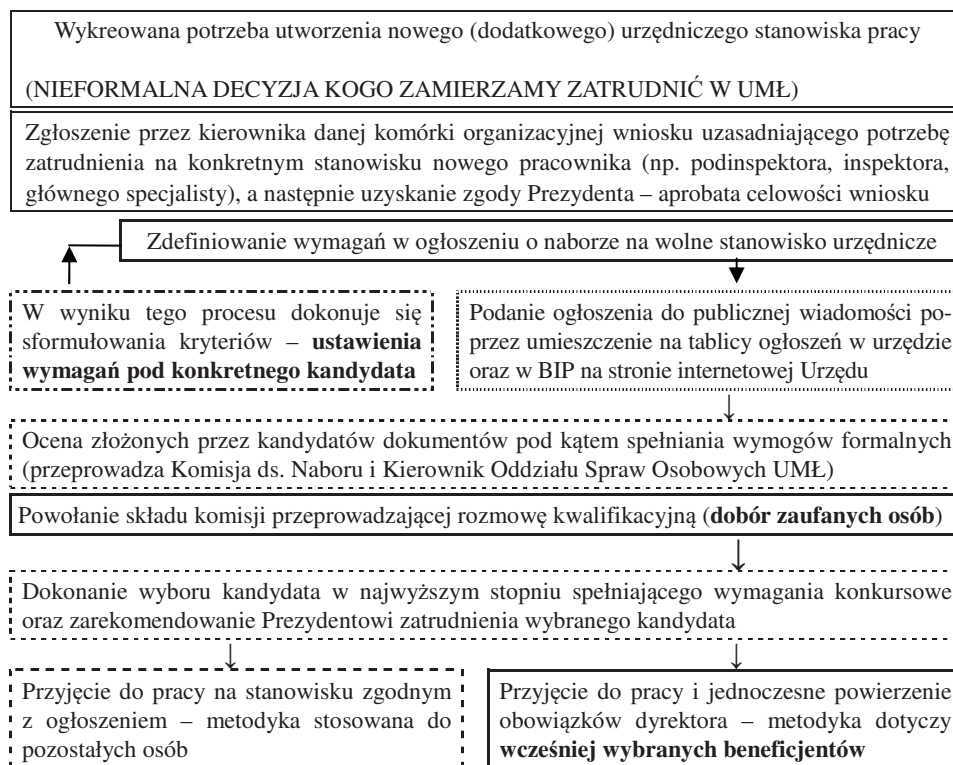 Wykreowana potrzeba utworzenia nowego (dodatkowego) urzędniczego stanowiska pracy
(NIEFORMALNA DECYZJA KOGO ZAMIERZAMY ZATRUDNIĆ W UMŁ)
Zgłoszenie przez kierownika danej komórki organizacyjnej wniosku uzasadniającego potrzebę
zatrudnienia na konkretnym stanowisku nowego pracownika (np. podinspektora, inspektora,
głównego specjalisty), a następnie uzyskanie zgody Prezydenta – aprobata celowości wniosku
Zdefiniowanie wymagań w ogłoszeniu o naborze na wolne stanowisko urzędnicze
W wyniku tego procesu dokonuje się
sformułowania kryteriów – ustawienia
wymagań pod konkretnego kandydata
Podanie ogłoszenia do publicznej wiadomości po-
przez umieszczenie na tablicy ogłoszeń w urzędzie
oraz w BIP na stronie internetowej Urzędu
Ocena złożonych przez kandydatów dokumentów pod kątem spełniania wymogów formalnych
(przeprowadza Komisja ds. Naboru i Kierownik Oddziału Spraw Osobowych UMŁ)
Powołanie składu komisji przeprowadzającej rozmowę kwalifikacyjną (dobór zaufanych osób)
Dokonanie wyboru kandydata w najwyższym stopniu spełniającego wymagania konkursowe
oraz zarekomendowanie Prezydentowi zatrudnienia wybranego kandydata
Przyjęcie do pracy na stanowisku zgodnym
z ogłoszeniem – metodyka stosowana do
pozostałych osób
Przyjęcie do pracy i jednoczesne powierzenie
obowiązków dyrektora – metodyka dotyczy
wcześniej wybranych beneficjentów